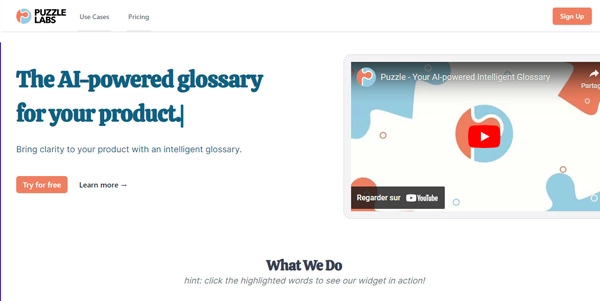 PUZZLE
LABS
Use Cases
Pricing
Sign Up
The AI-powered glossary
for your product.
Bring clarity to your product with an intelligent glossary.
Try for free
Learn more →
Puzzle - Your AI-powered Intelligent Glossary
Partag
Regarder sur YouTube
What We Do
hint: click the highlighted words to see our widget in action!